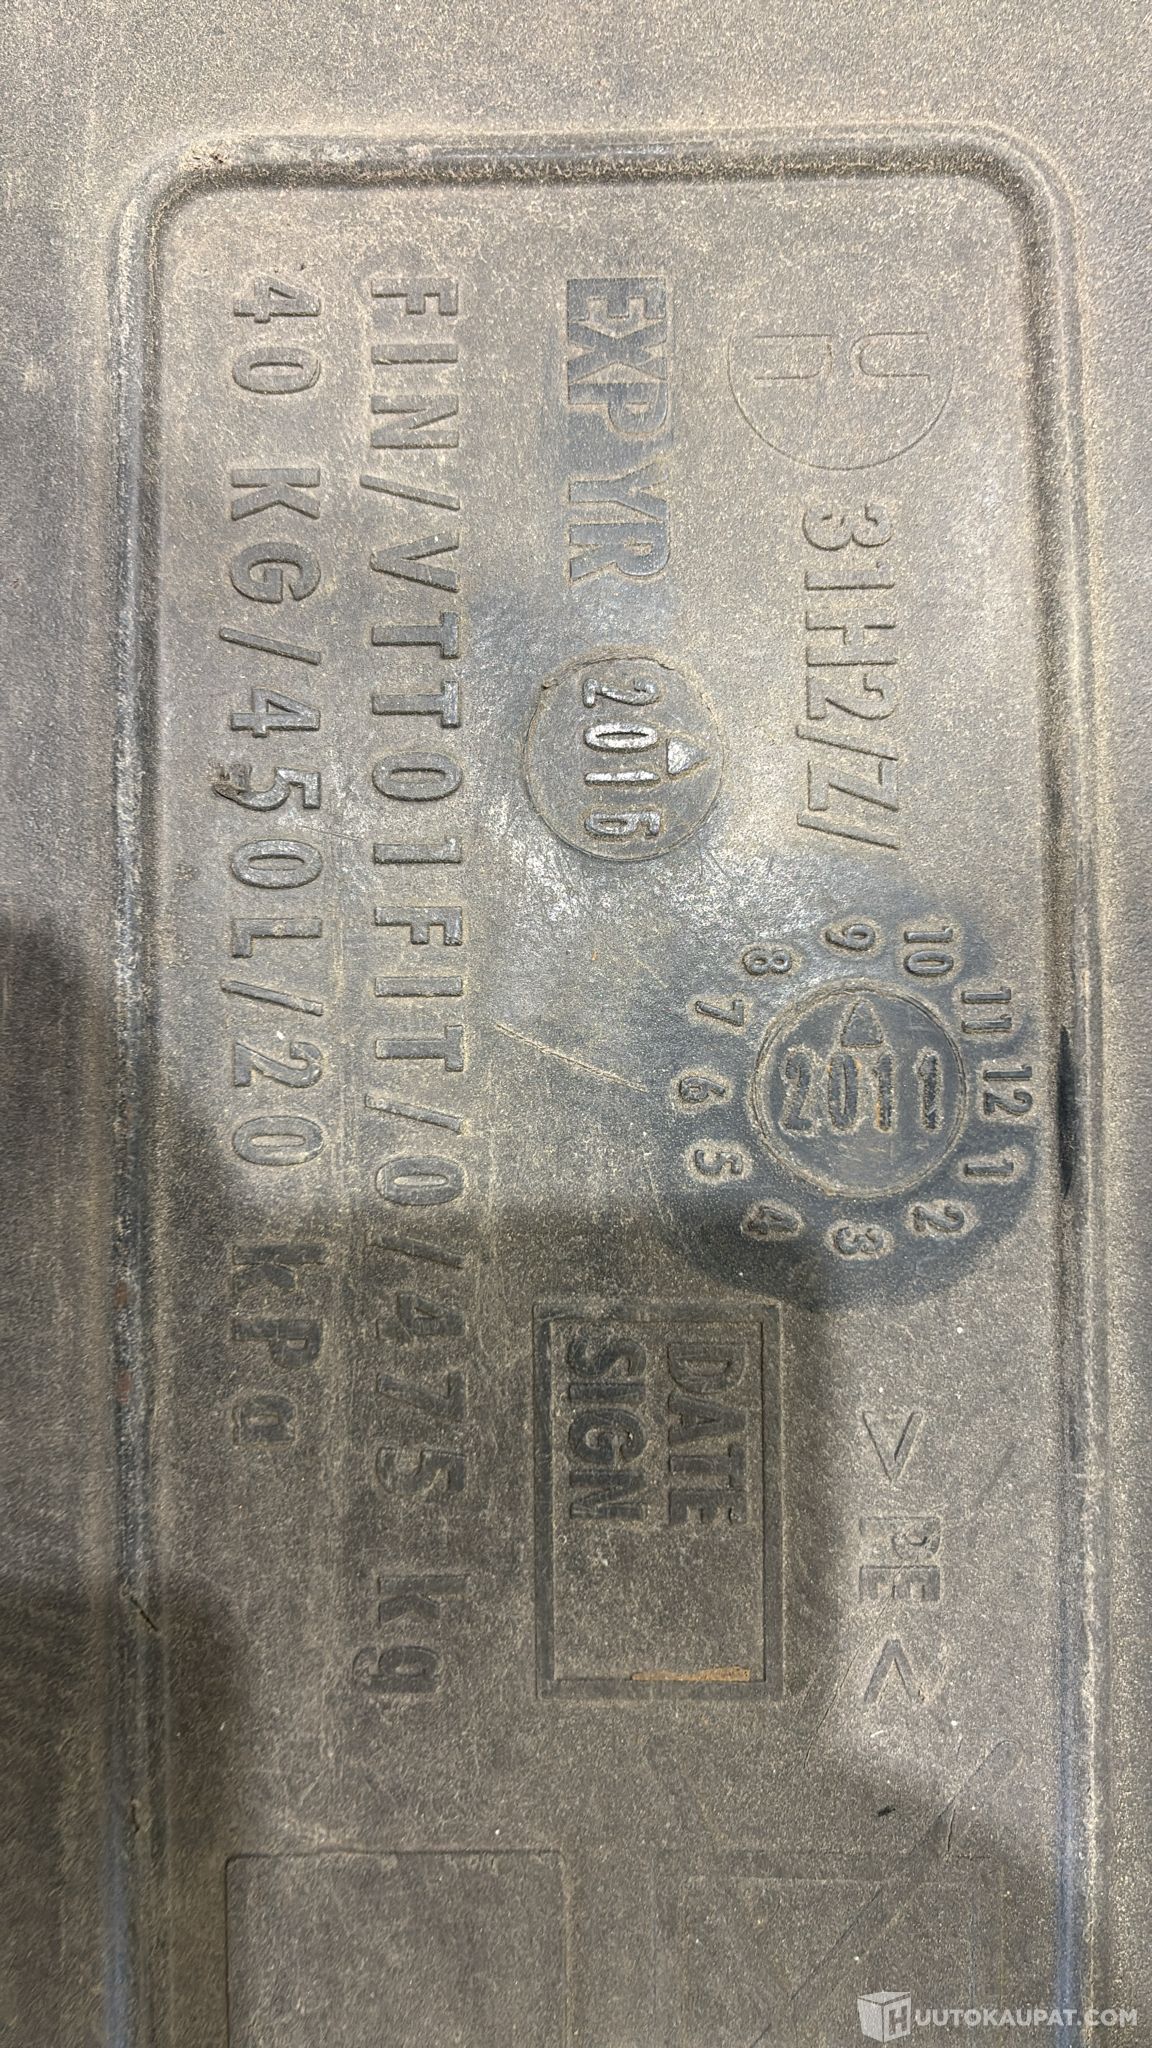 UN 31H2/Z/ 10 11 12 1 2 3 4 5 6 7 8 9 2011 >PE<
EXP YR 2016 DATE SIGN
FIN/VTT01FIT/0/475 kg
40 KG/450L/20 kPa
HUUTOKAUPAT.COM